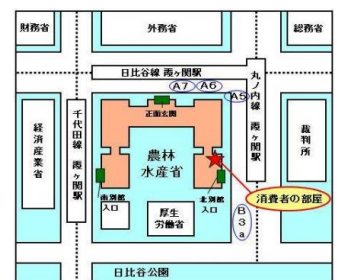 財務省
外務省
総務省
日比谷線 霞ヶ関駅
A7
A6
A5
丸ノ内線 霞ヶ関駅
正面玄関
千代田線 霞ヶ関駅
経済産業省
農林
水産省
裁判所
南別館
入口
北別館
入口
消費者の部屋
厚生
労働省
B3a
日比谷公園